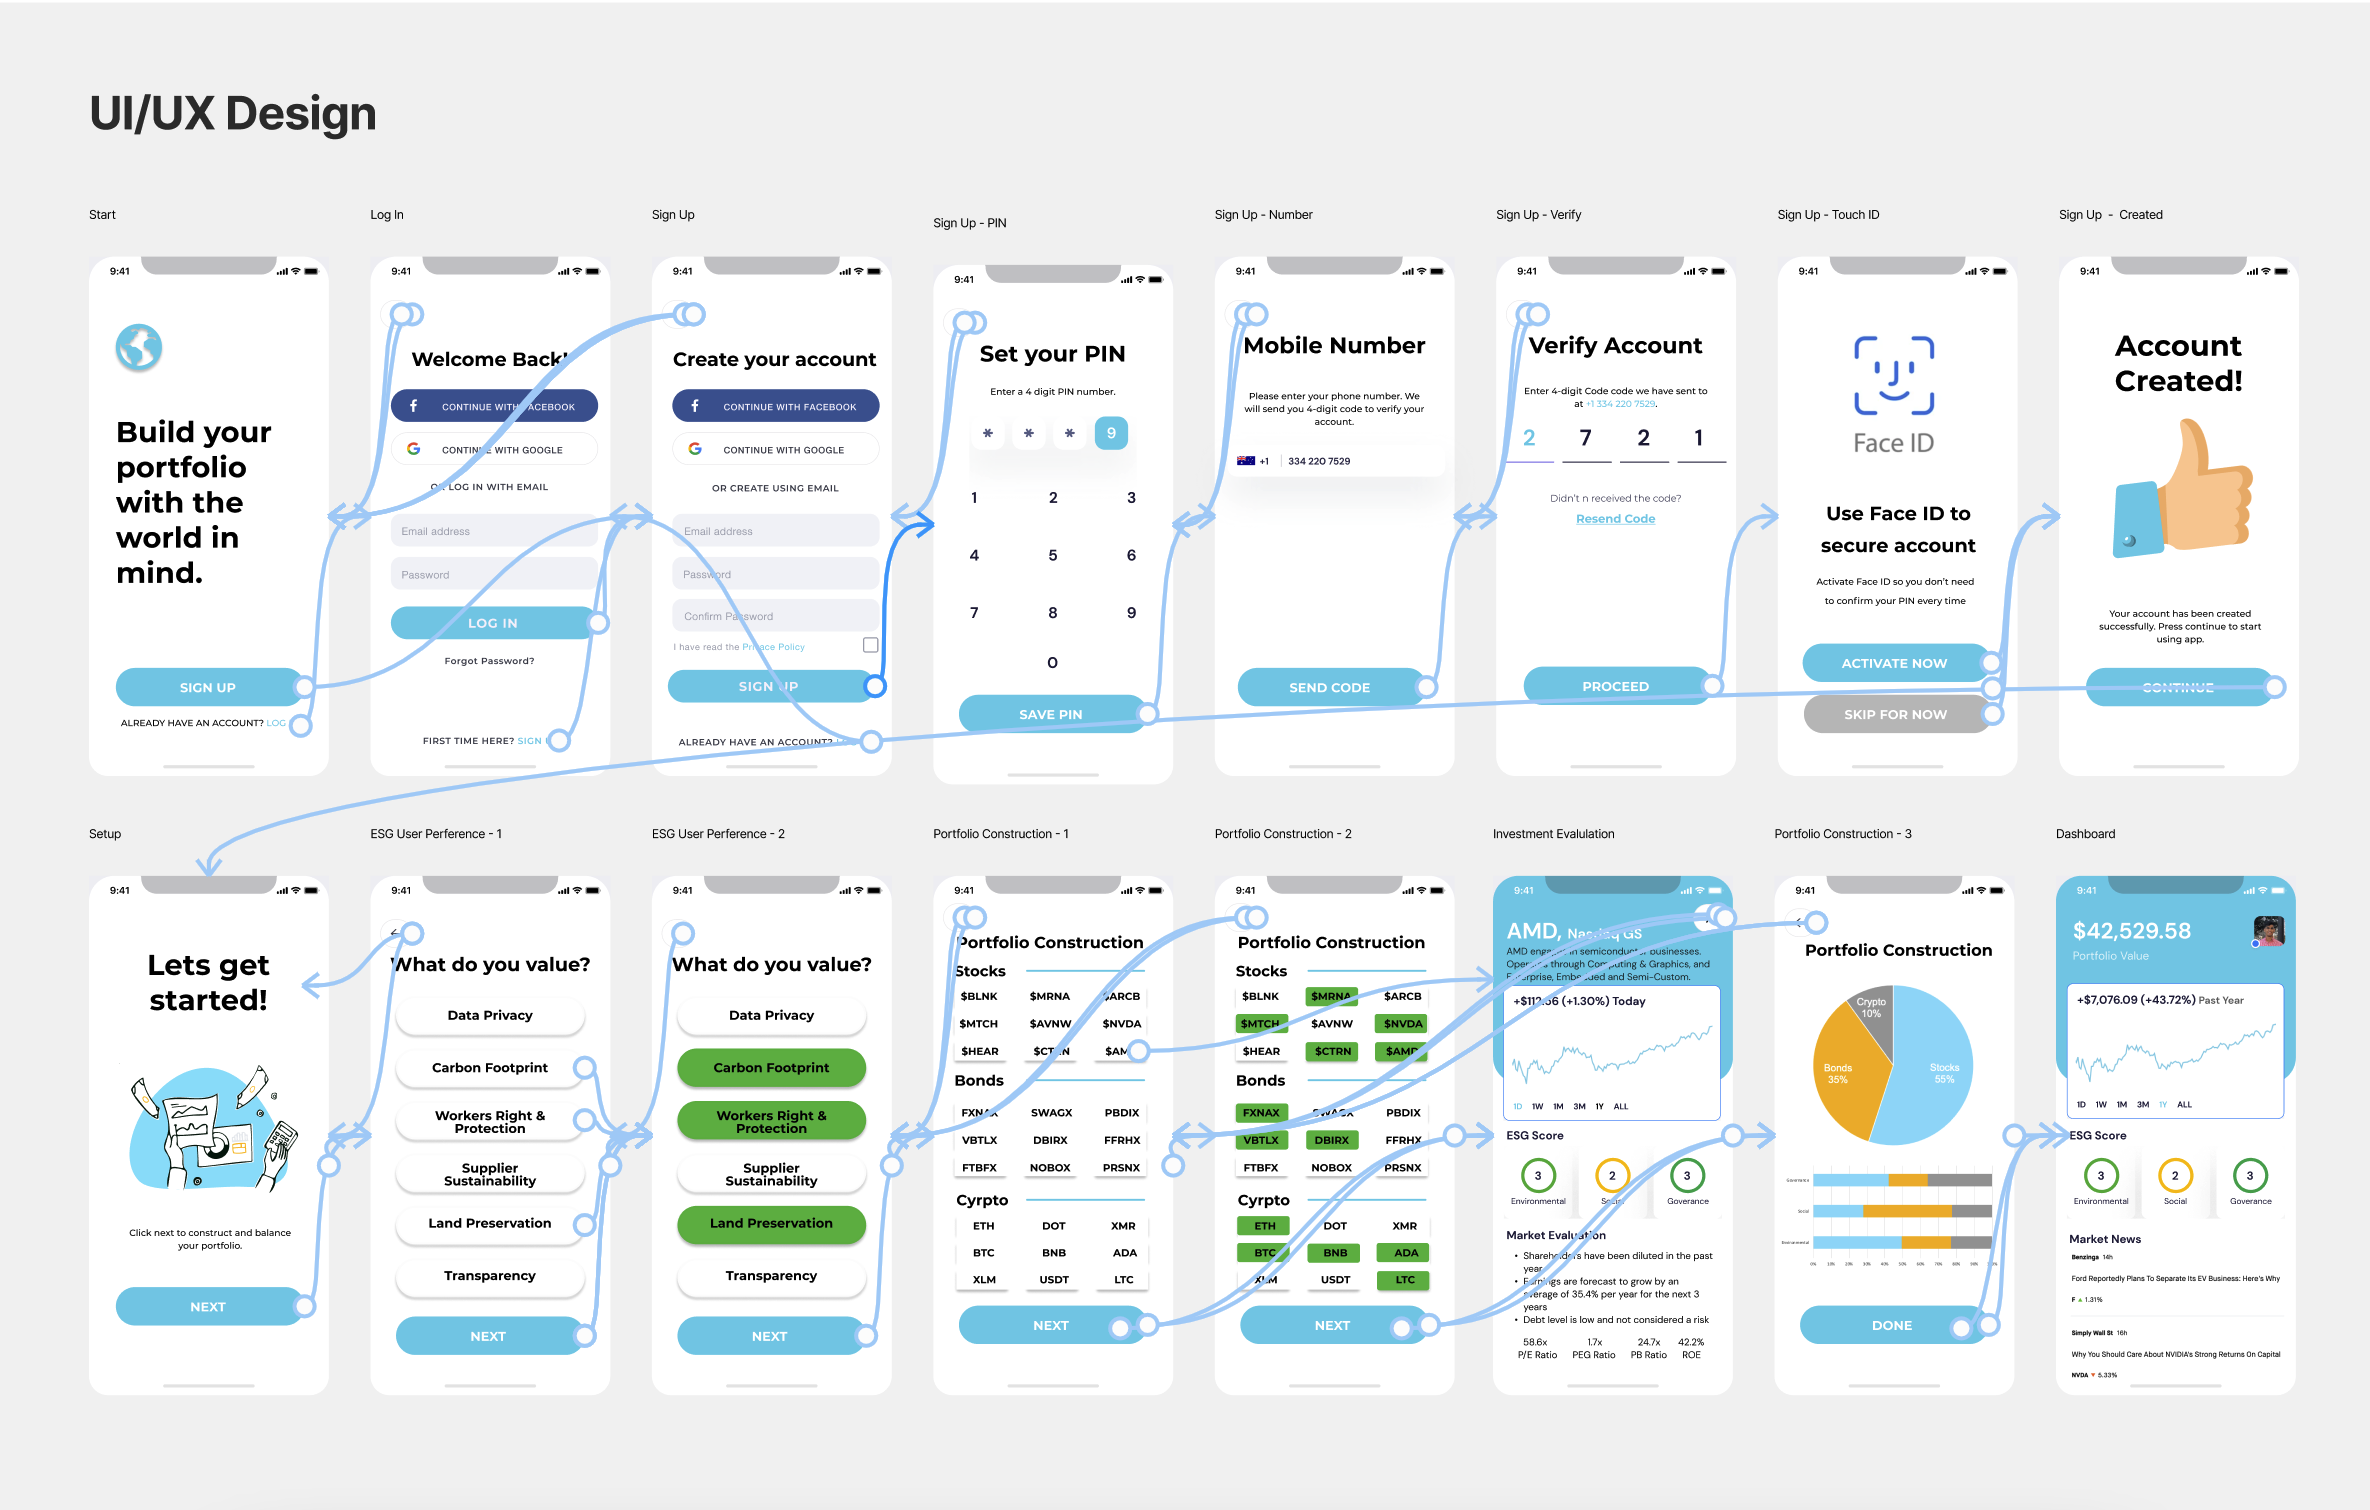 UI/UX Design
Start
Log In
Sign Up
Sign Up - PIN
Sign Up - Number
Sign Up - Verify
Sign Up - Touch ID
Sign Up - Created
9:41
Build your
portfolio
with the
world in
mind.
SIGN UP
ALREADY HAVE AN ACCOUNT? LOG
9:41
Welcome Back!
CONTINUE WITH FACEBOOK
CONTINUE WITH GOOGLE
OR LOG IN WITH EMAIL
Email address
Password
LOG IN
Forgot Password?
FIRST TIME HERE? SIGN
9:41
Create your account
CONTINUE WITH FACEBOOK
CONTINUE WITH GOOGLE
OR CREATE USING EMAIL
Email address
Password
Confirm Password
I have read the Privace Policy
SIGN UP
ALREADY HAVE AN ACCOUNT?
9:41
Set your PIN
Enter a 4 digit PIN number.
* * * 9
1 2 3
4 5 6
7 8 9
0
SAVE PIN
9:41
Mobile Number
Please enter your phone number. We
will send you 4-digit code to verify your
account.
+1 334 220 7529
SEND CODE
9:41
Verify Account
Enter 4-digit Code code we have sent to
at +1 334 220 7529.
2 7 2 1
Didn't n received the code?
Resend Code
PROCEED
9:41
Face ID
Use Face ID to
secure account
Activate Face ID so you don't need
to confirm your PIN every time
ACTIVATE NOW
SKIP FOR NOW
9:41
Account
Created!
Your account has been created
successfully. Press continue to start
using app.
CONTINUE
Setup
ESG User Perference - 1
ESG User Perference - 2
Portfolio Construction - 1
Portfolio Construction - 2
Investment Evalulation
Portfolio Construction - 3
Dashboard
9:41
Lets get
started!
Click next to construct and balance
your portfolio.
NEXT
9:41
What do you value?
Data Privacy
Carbon Footprint
Workers Right &
Protection
Supplier
Sustainability
Land Preservation
Transparency
NEXT
9:41
What do you value?
Data Privacy
Carbon Footprint
Workers Right &
Protection
Supplier
Sustainability
Land Preservation
Transparency
NEXT
9:41
Portfolio Construction
Stocks
$BLNK $MRNA $ARCB
$MTCH $AVNW $NVDA
$HEAR $CTRN $AM
Bonds
FXNAX SWAGX PBDIX
VBTLX DBIRX FFRHX
FTBFX NOBOX PRSNX
Cyrpto
ETH DOT XMR
BTC BNB ADA
XLM USDT LTC
NEXT
9:41
Portfolio Construction
Stocks
$BLNK $MRNA $ARCB
$MTCH $AVNW $NVDA
$HEAR $CTRN $AMD
Bonds
FXNAX SWAGX PBDIX
VBTLX DBIRX FFRHX
FTBFX NOBOX PRSNX
Cyrpto
ETH DOT XMR
BTC BNB ADA
XLM USDT LTC
NEXT
9:41
AMD, Nasdaq GS
AMD engages in semiconductor businesses.
Operates through Computing & Graphics, and
Enterprise, Embedded and Semi-Custom.
+$112.56 (+1.30%) Today
1D 1W 1M 3M 1Y ALL
ESG Score
3 2 3
Environmental Social Goverance
Market Evaluation
• Shareholders have been diluted in the past
year
• Earnings are forecast to grow by an
average of 35.4% per year for the next 3
years
• Debt level is low and not considered a risk
58.6x 1.7x 24.7x 42.2%
P/E Ratio PEG Ratio PB Ratio ROE
9:41
Portfolio Construction
Crypto
10%
Bonds
35%
Stocks
55%
Social
Environmental
0% 10% 20% 30% 40% 50% 60% 70% 80% 90%
DONE
9:41
$42,529.58
Portfolio Value
+$7,076.09 (+43.72%) Past Year
1D 1W 1M 3M 1Y ALL
ESG Score
3 2 3
Environmental Social Goverance
Market News
Benzinga 14h
Ford Reportedly Plans To Separate Its EV Business: Here's Why
F ▲ 1.31%
Simply Wall St 16h
Why You Should Care About NVIDIA's Strong Returns On Capital
NVDA ▼ 5.33%